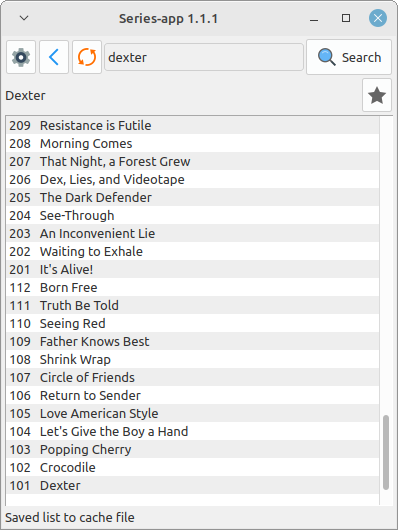 Series-app 1.1.1
dexter Search
Dexter
209 Resistance is Futile
208 Morning Comes
207 That Night, a Forest Grew
206 Dex, Lies, and Videotape
205 The Dark Defender
204 See-Through
203 An Inconvenient Lie
202 Waiting to Exhale
201 It's Alive!
112 Born Free
111 Truth Be Told
110 Seeing Red
109 Father Knows Best
108 Shrink Wrap
107 Circle of Friends
106 Return to Sender
105 Love American Style
104 Let's Give the Boy a Hand
103 Popping Cherry
102 Crocodile
101 Dexter
Saved list to cache file